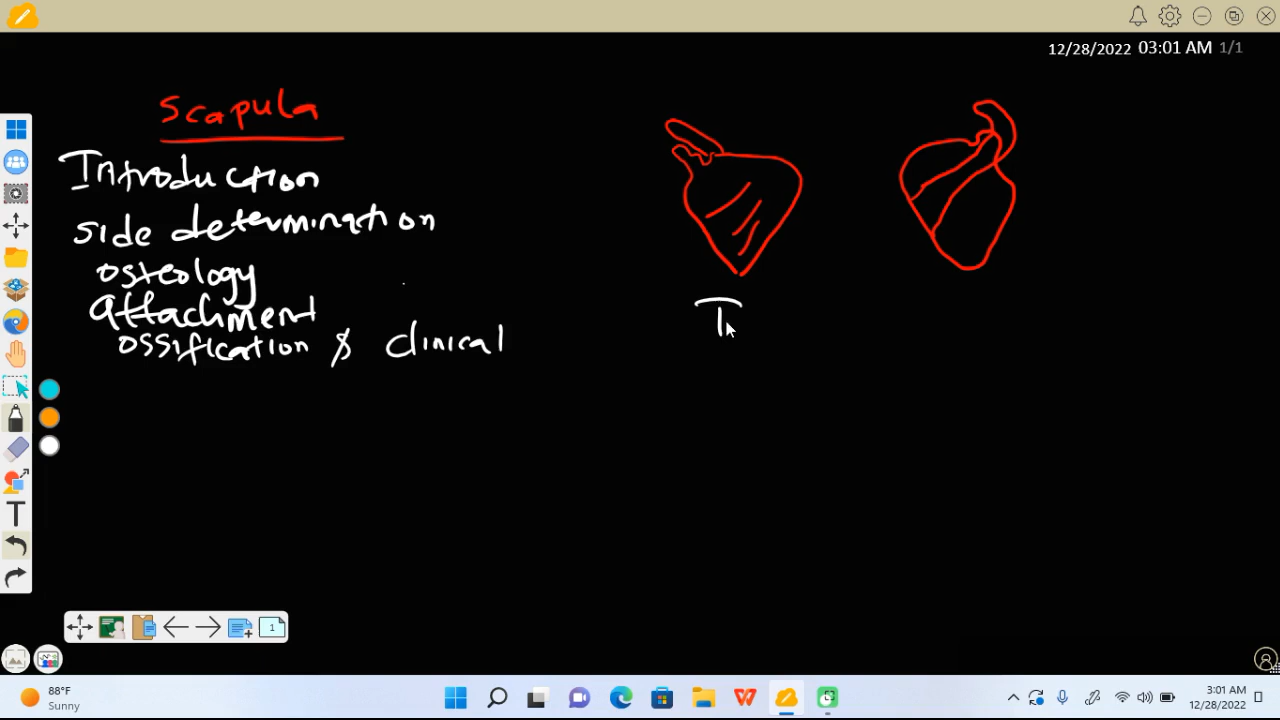 12/28/2022 03:01 AM 1/1
Scapula
Introduction
side determination
osteology
attachment
ossification & clinical
T
T
1
88°F
Sunny
W
3:01 AM
12/28/2022